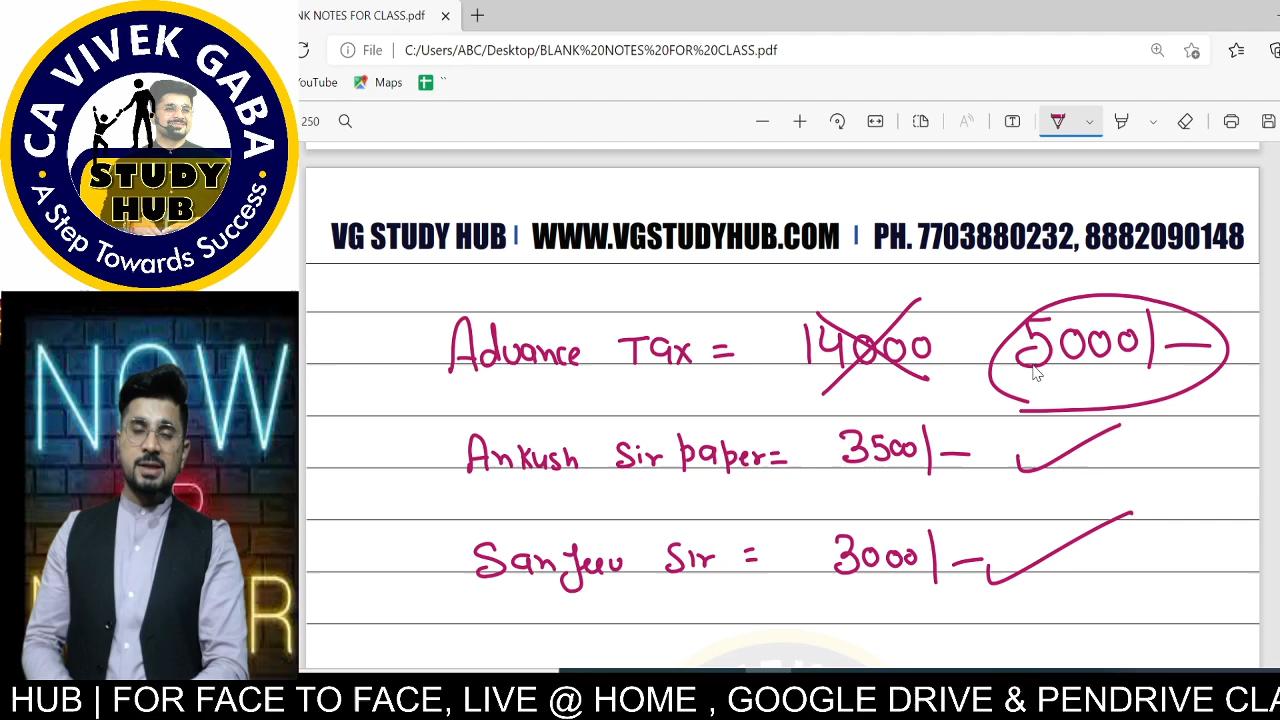 CA VIVEK GABA
STUDY
HUB
A Step Towards Success
NK NOTES FOR CLASS.pdf
File C:/Users/ABC/Desktop/BLANK%20NOTES%20FOR%20CLASS.pdf
ouTube Maps ``
250
VG STUDY HUB | WWW.VGSTUDYHUB.COM | PH. 7703880232, 8882090148
Advance Tax = 14000 5000/-
Ankush Sir paper= 3500/-
Sanjeev Sir = 3000/-
NOW
HUB | FOR FACE TO FACE, LIVE @ HOME , GOOGLE DRIVE & PENDRIVE CLA